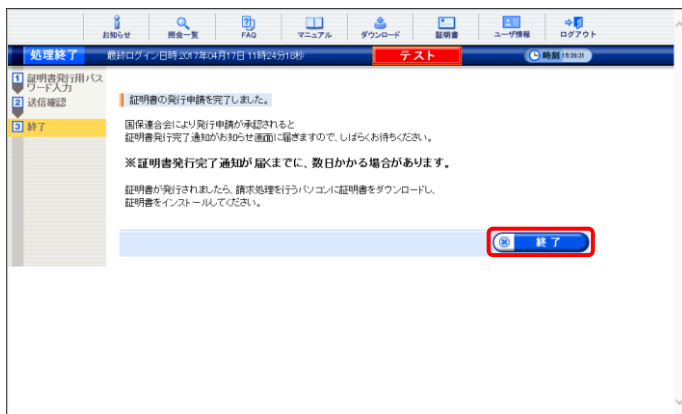 お知らせ 照会一覧 FAQ マニュアル ダウンロード 証明書 ユーザ情報 ログアウト
処理終了 最終ログイン日時:2017年04月17日 11時24分18秒 テスト 時刻 15:39:31
1 証明書発行用パス
ワード入力
2 送信確認
3 終了
証明書の発行申請を完了しました。
国保連合会により発行申請が承認されると
証明書発行完了通知がお知らせ画面に届きますので、しばらくお待ちください。
※証明書発行完了通知が届くまでに、数日かかる場合があります。
証明書が発行されましたら、請求処理を行うパソコンに証明書をダウンロードし、
証明書をインストールしてください。
終了